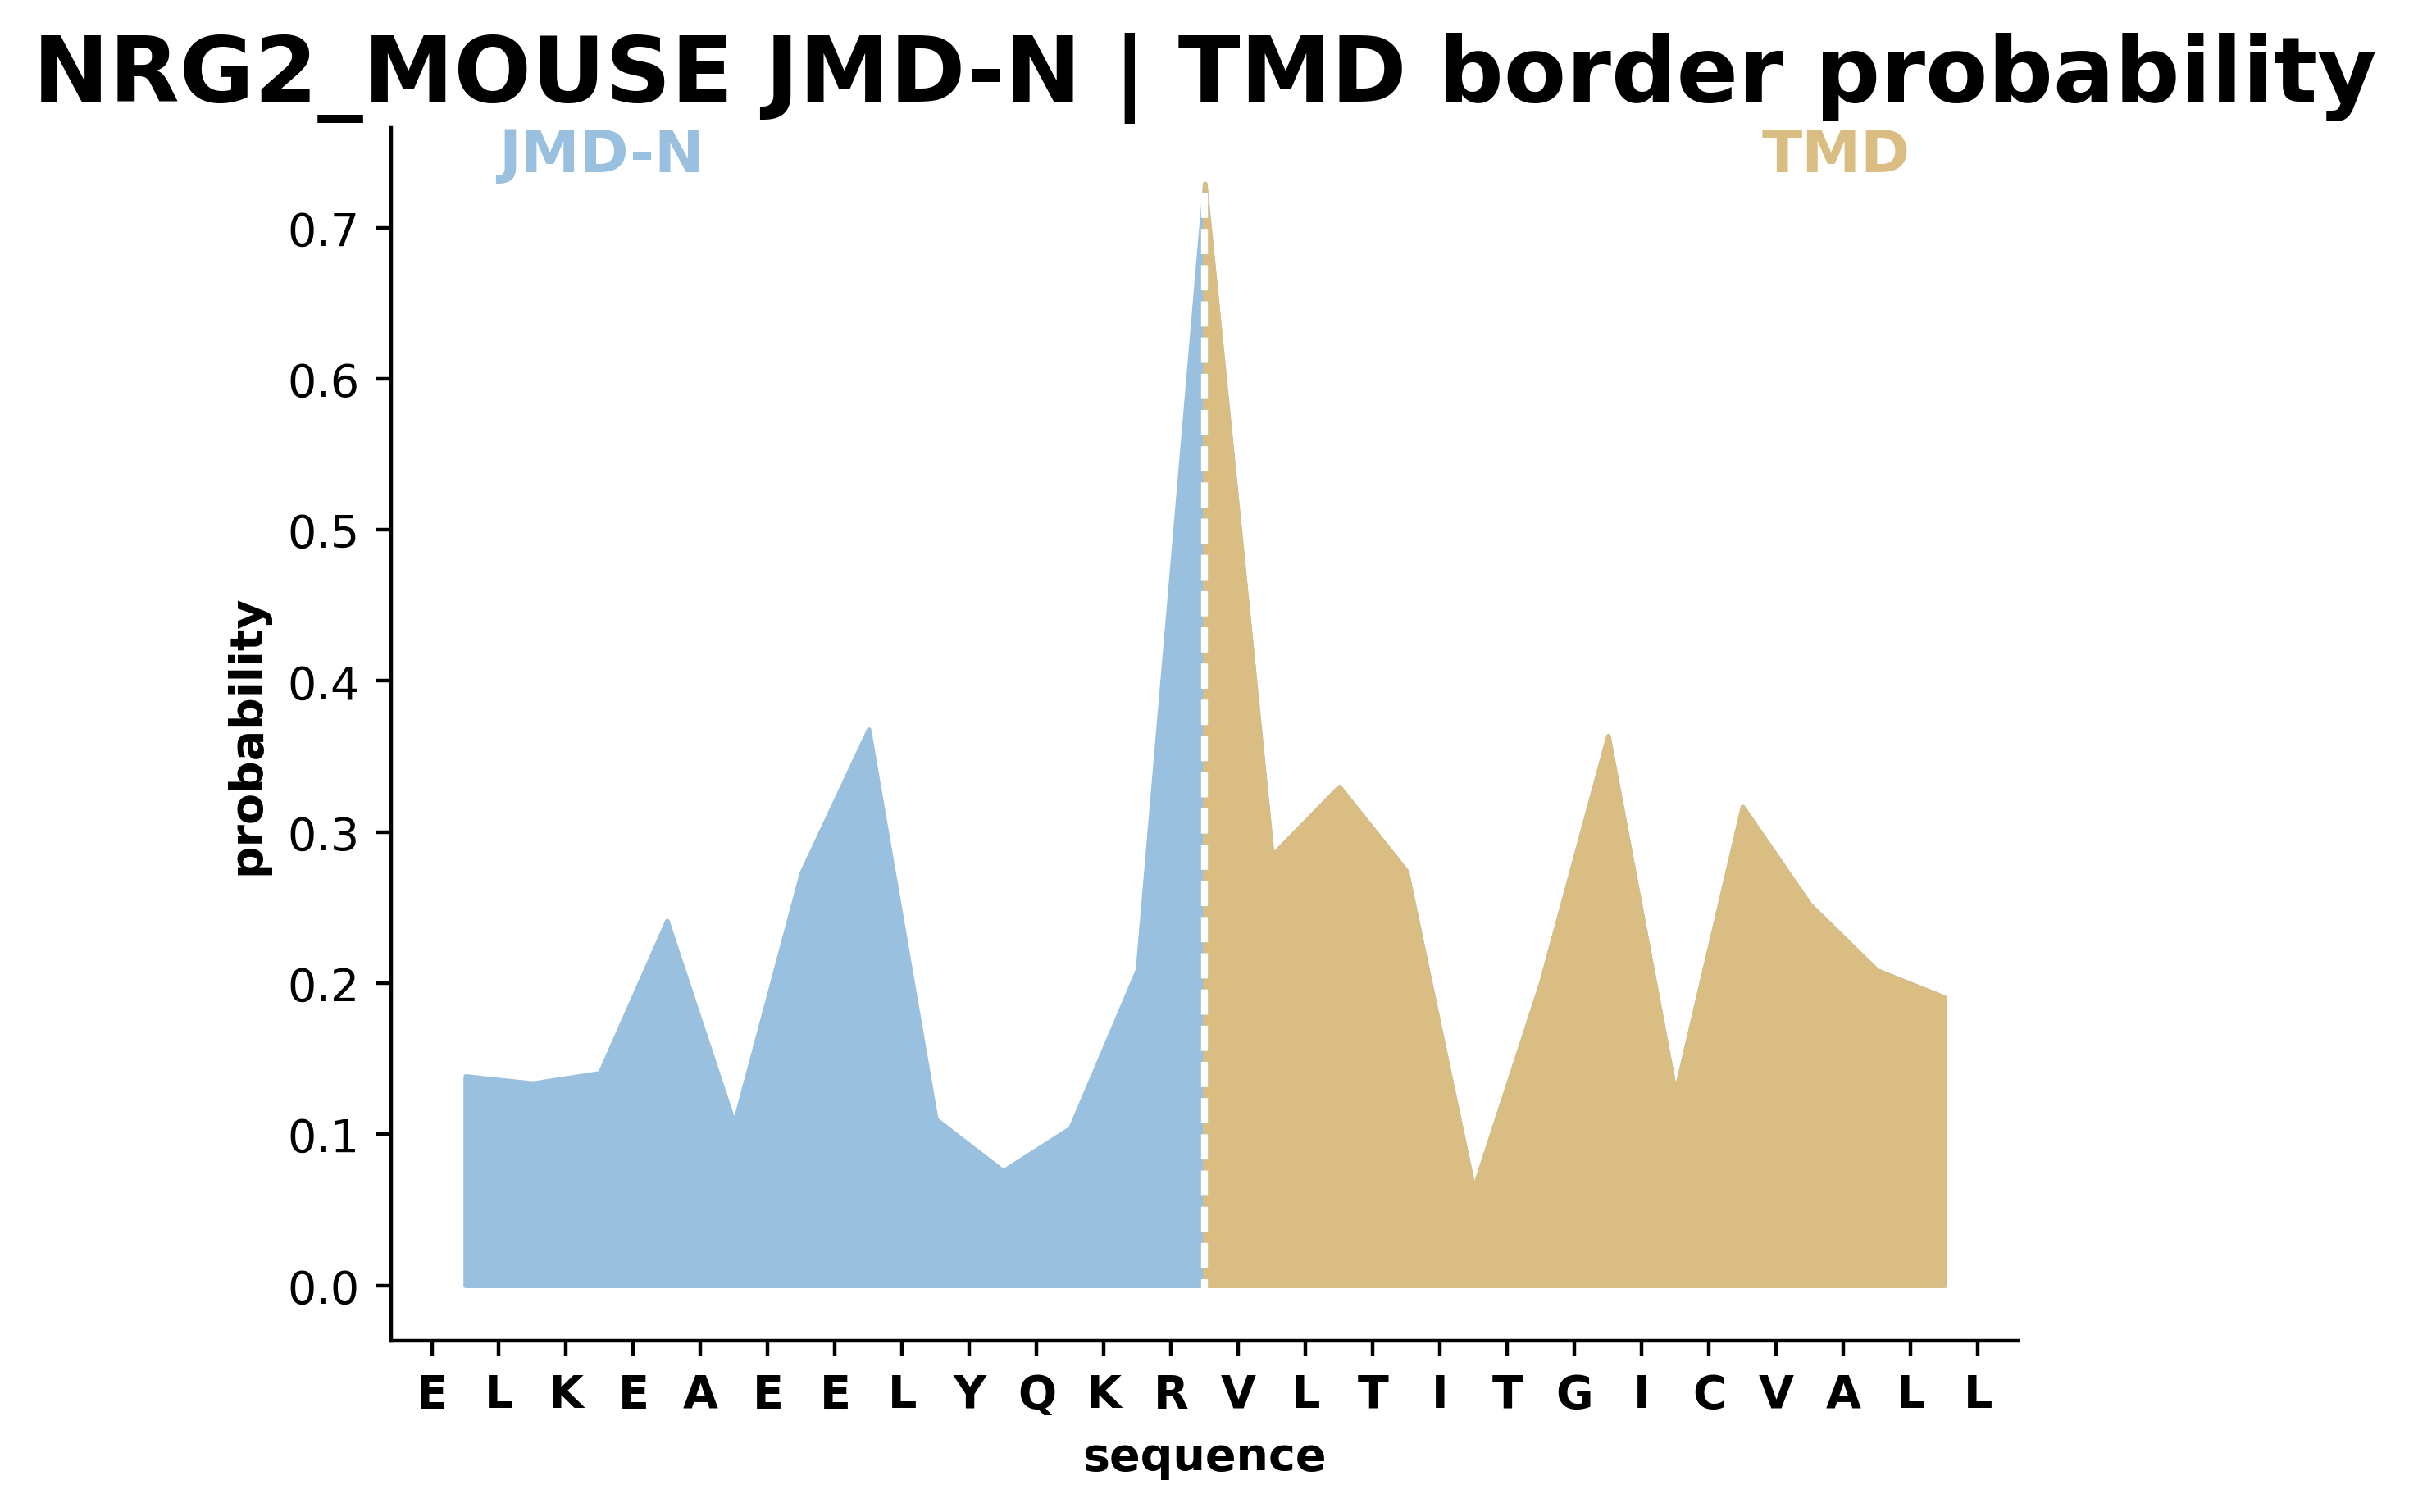 NRG2_MOUSE JMD-N | TMD border probability
JMD-N TMD
0.7
0.6
0.5
0.4
0.3
0.2
0.1
0.0
probability
E L K E A E E L Y Q K R V L T I T G I C V A L L
sequence